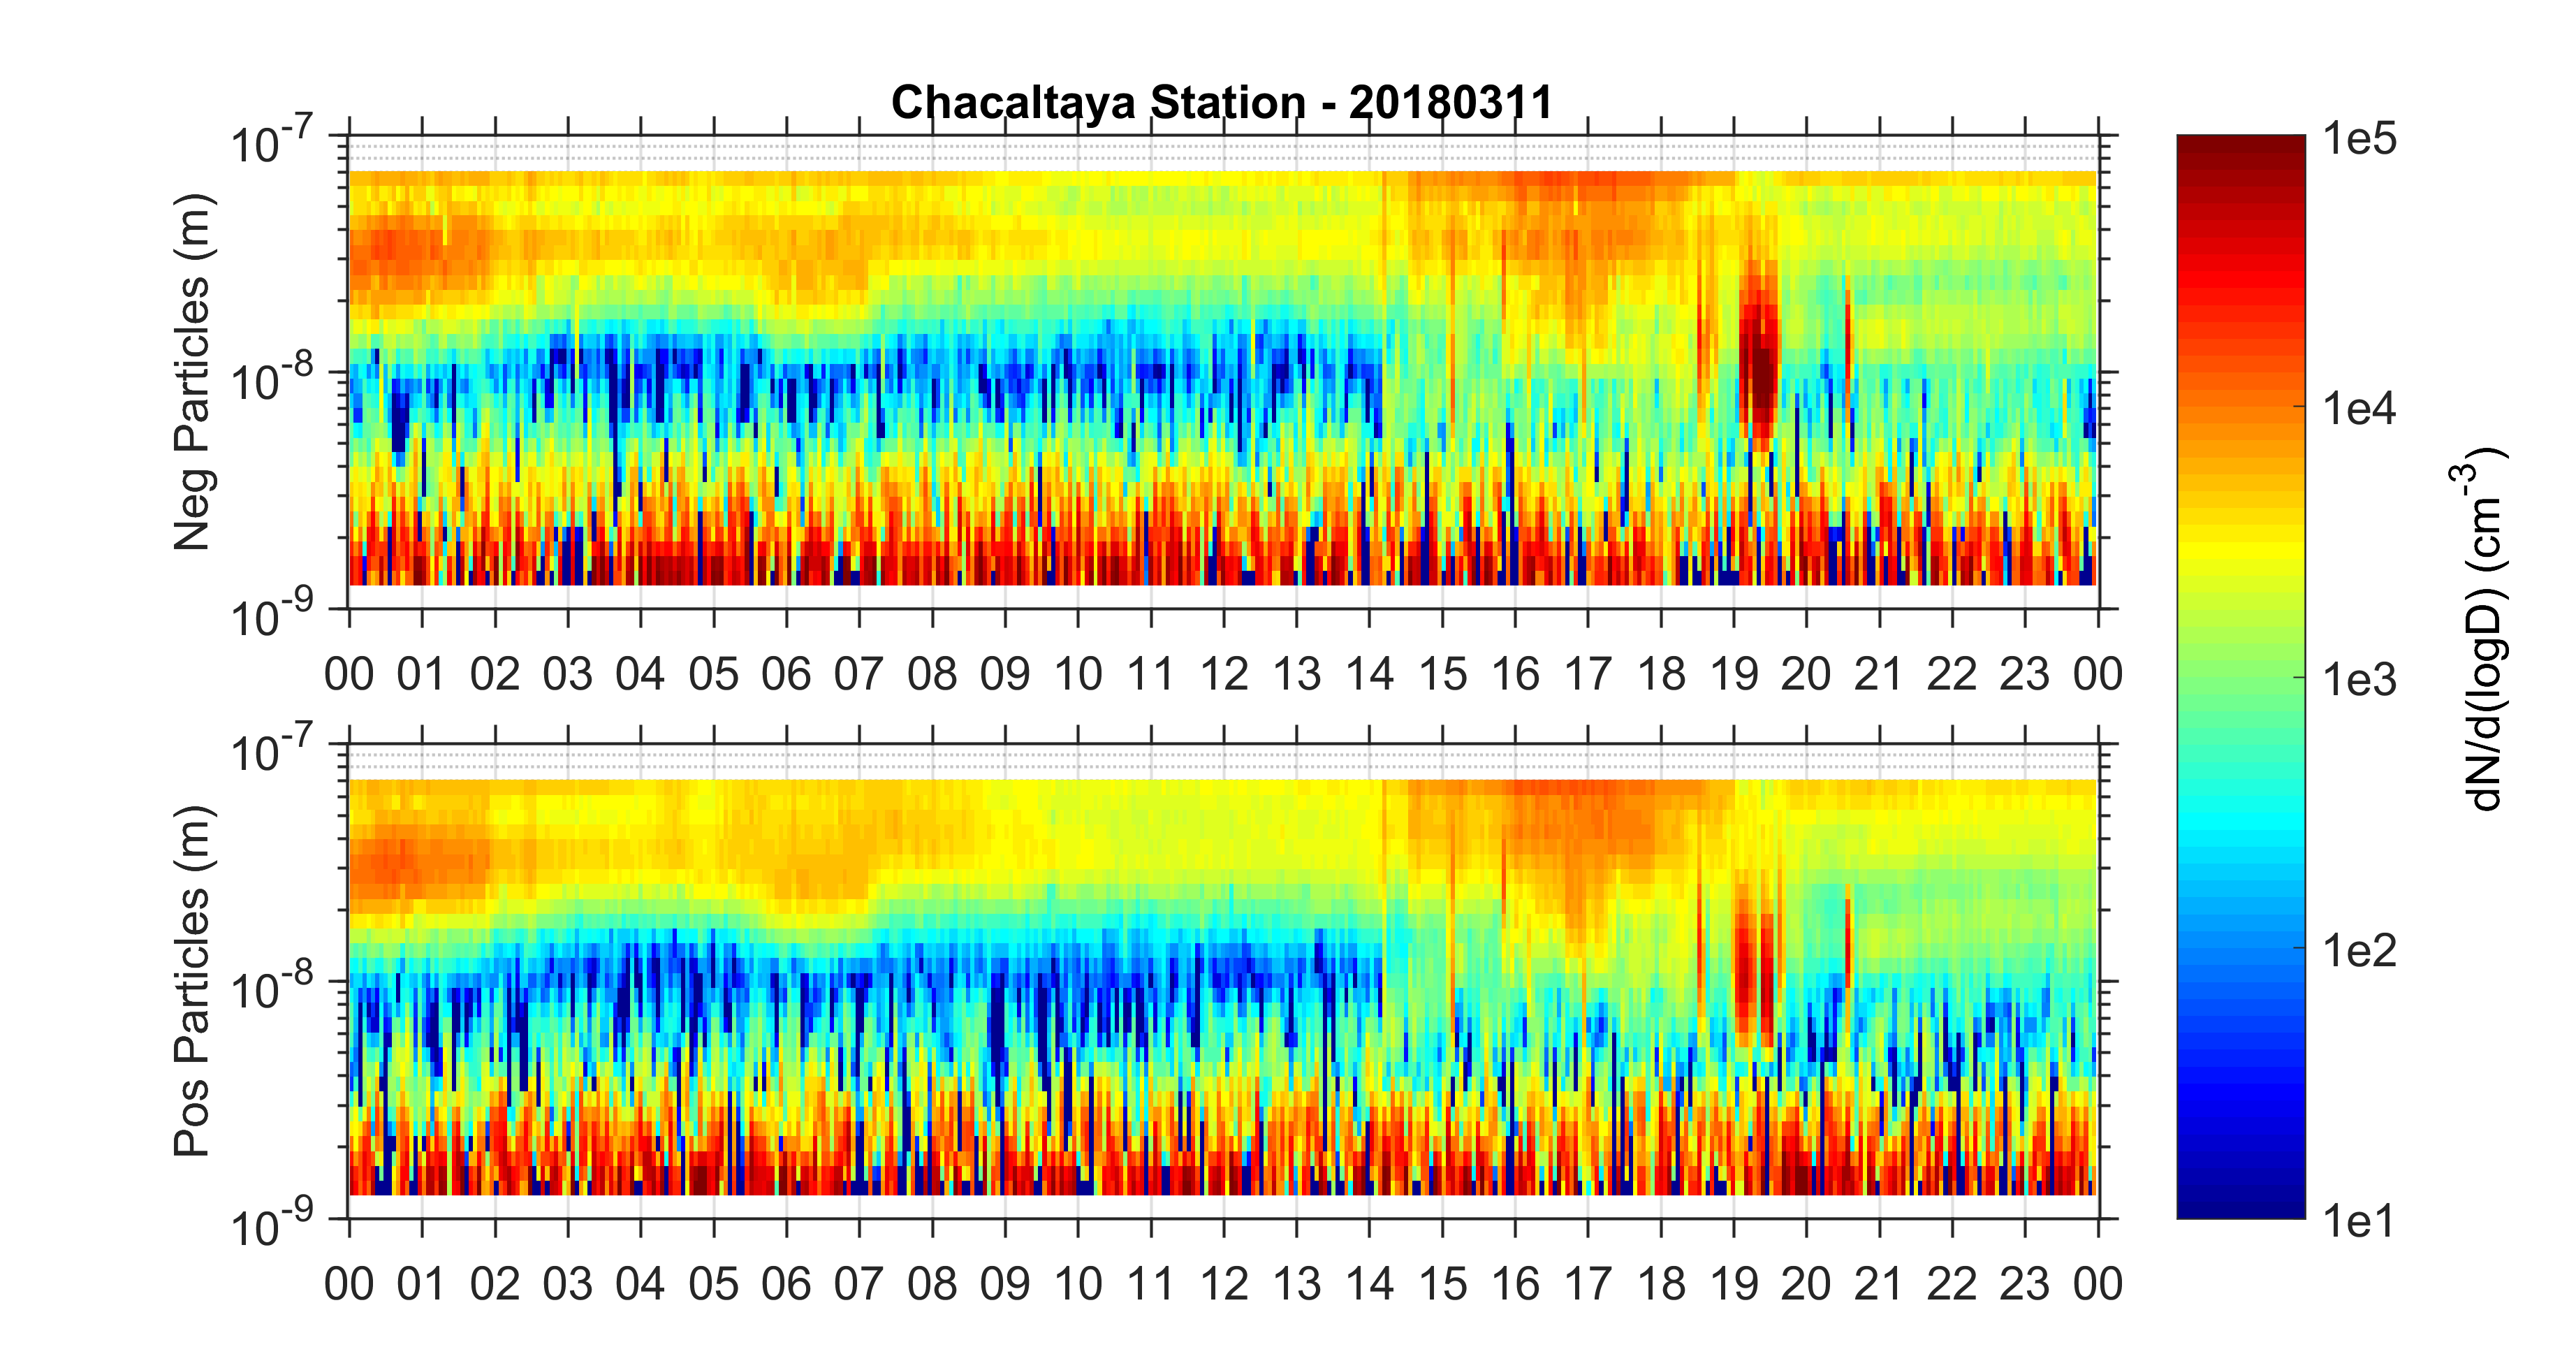 Chacaltaya Station - 20180311
Neg Particles (m)
10-7
10-8
10-9
00 01 02 03 04 05 06 07 08 09 10 11 12 13 14 15 16 17 18 19 20 21 22 23 00
Pos Particles (m)
10-7
10-8
10-9
00 01 02 03 04 05 06 07 08 09 10 11 12 13 14 15 16 17 18 19 20 21 22 23 00
1e5
1e4
1e3
1e2
1e1
dN/d(logD) (cm-3)